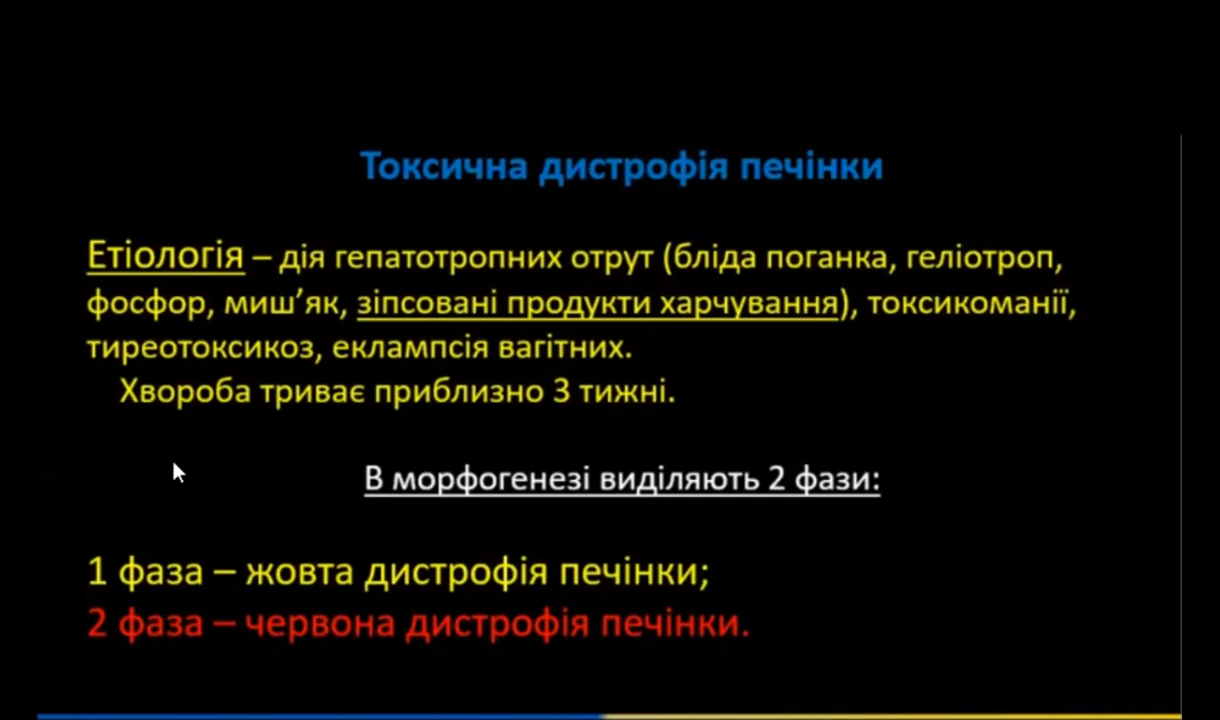 Токсична дистрофія печінки
Етіологія – дія гепатотропних отрут (бліда поганка, геліотроп,
фосфор, миш’як, зіпсовані продукти харчування), токсикоманії,
тиреотоксикоз, еклампсія вагітних.
Хвороба триває приблизно 3 тижні.
В морфогенезі виділяють 2 фази:
1 фаза – жовта дистрофія печінки;
2 фаза – червона дистрофія печінки.